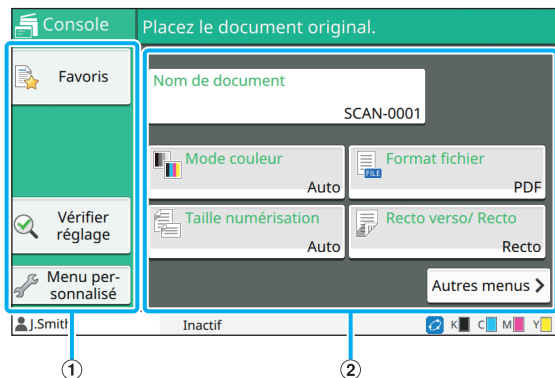 Console
Placez le document original.
Favoris
Vérifier
réglage
Menu per-
sonnalisé
Nom de document
SCAN-0001
Mode couleur
Auto
Format fichier
FILE
PDF
Taille numérisation
Auto
Recto verso/ Recto
Recto
Autres menus
J.Smith
Inactif
K C M Y
1
2